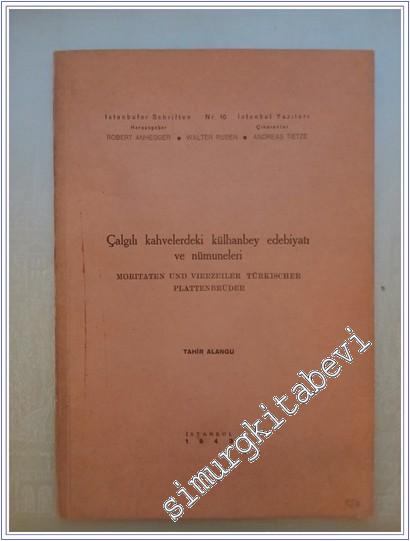 Istanbuler Schriften Nr. 10 Istanbul Yazıları
Herausgeber Çıkaranlar
ROBERT ANHEGGER • WALTER RUBEN • ANDREAS TIETZE
Çalgılı kahvelerdeki külhanbey edebiyatı
ve nümuneleri
MORITATEN UND VIERZEILER TÜRKISCHER
PLATTENBRÜDER
TAHİR ALANGU
İSTANBUL
1943
simurgkitabevi